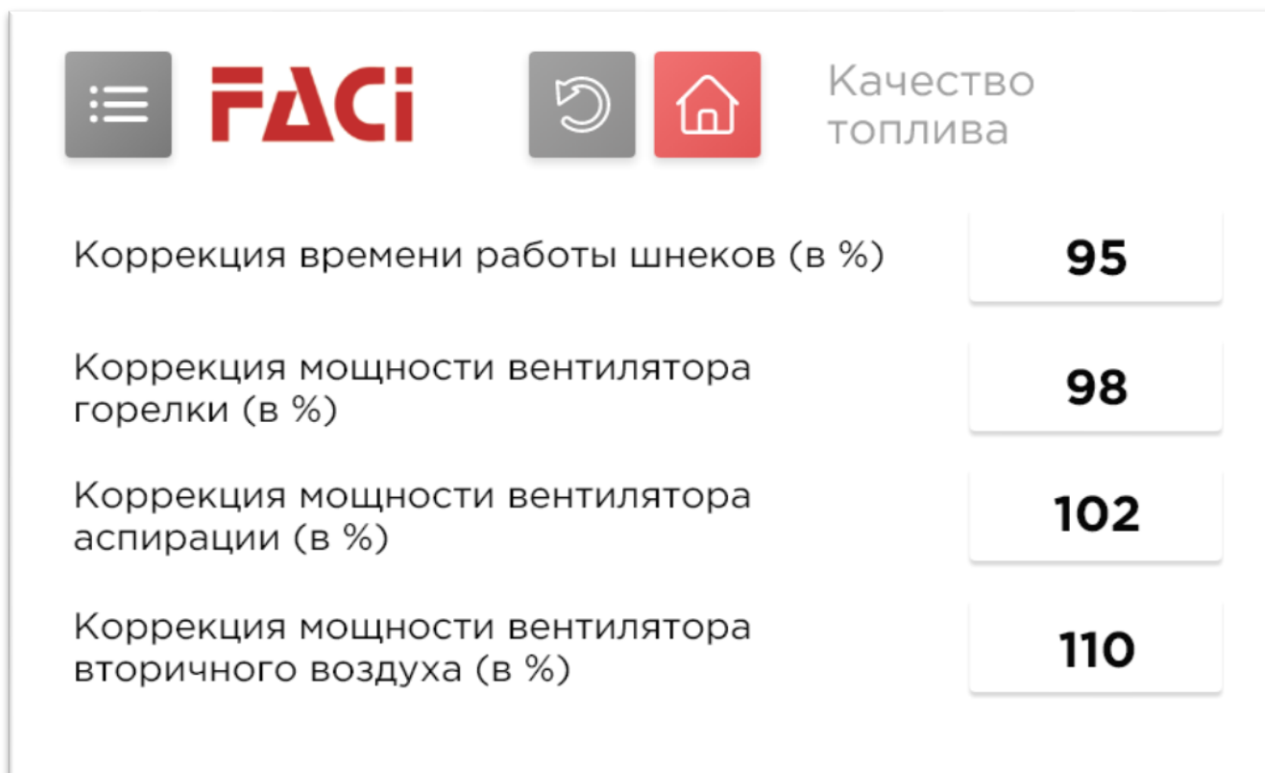 FACi
Качество
топлива
Коррекция времени работы шнеков (в %)
95
Коррекция мощности вентилятора
горелки (в %)
98
Коррекция мощности вентилятора
аспирации (в %)
102
Коррекция мощности вентилятора
вторичного воздуха (в %)
110